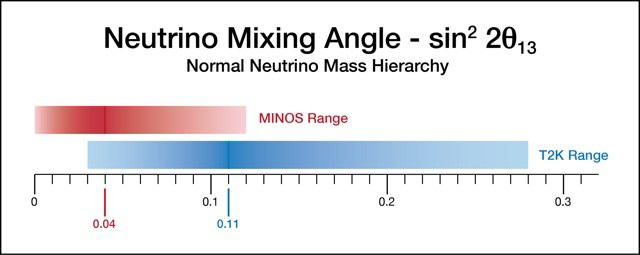 Neutrino Mixing Angle - sin² 2θ₁₃
Normal Neutrino Mass Hierarchy
MINOS Range
T2K Range
0 0.1 0.2 0.3
0.04 0.11